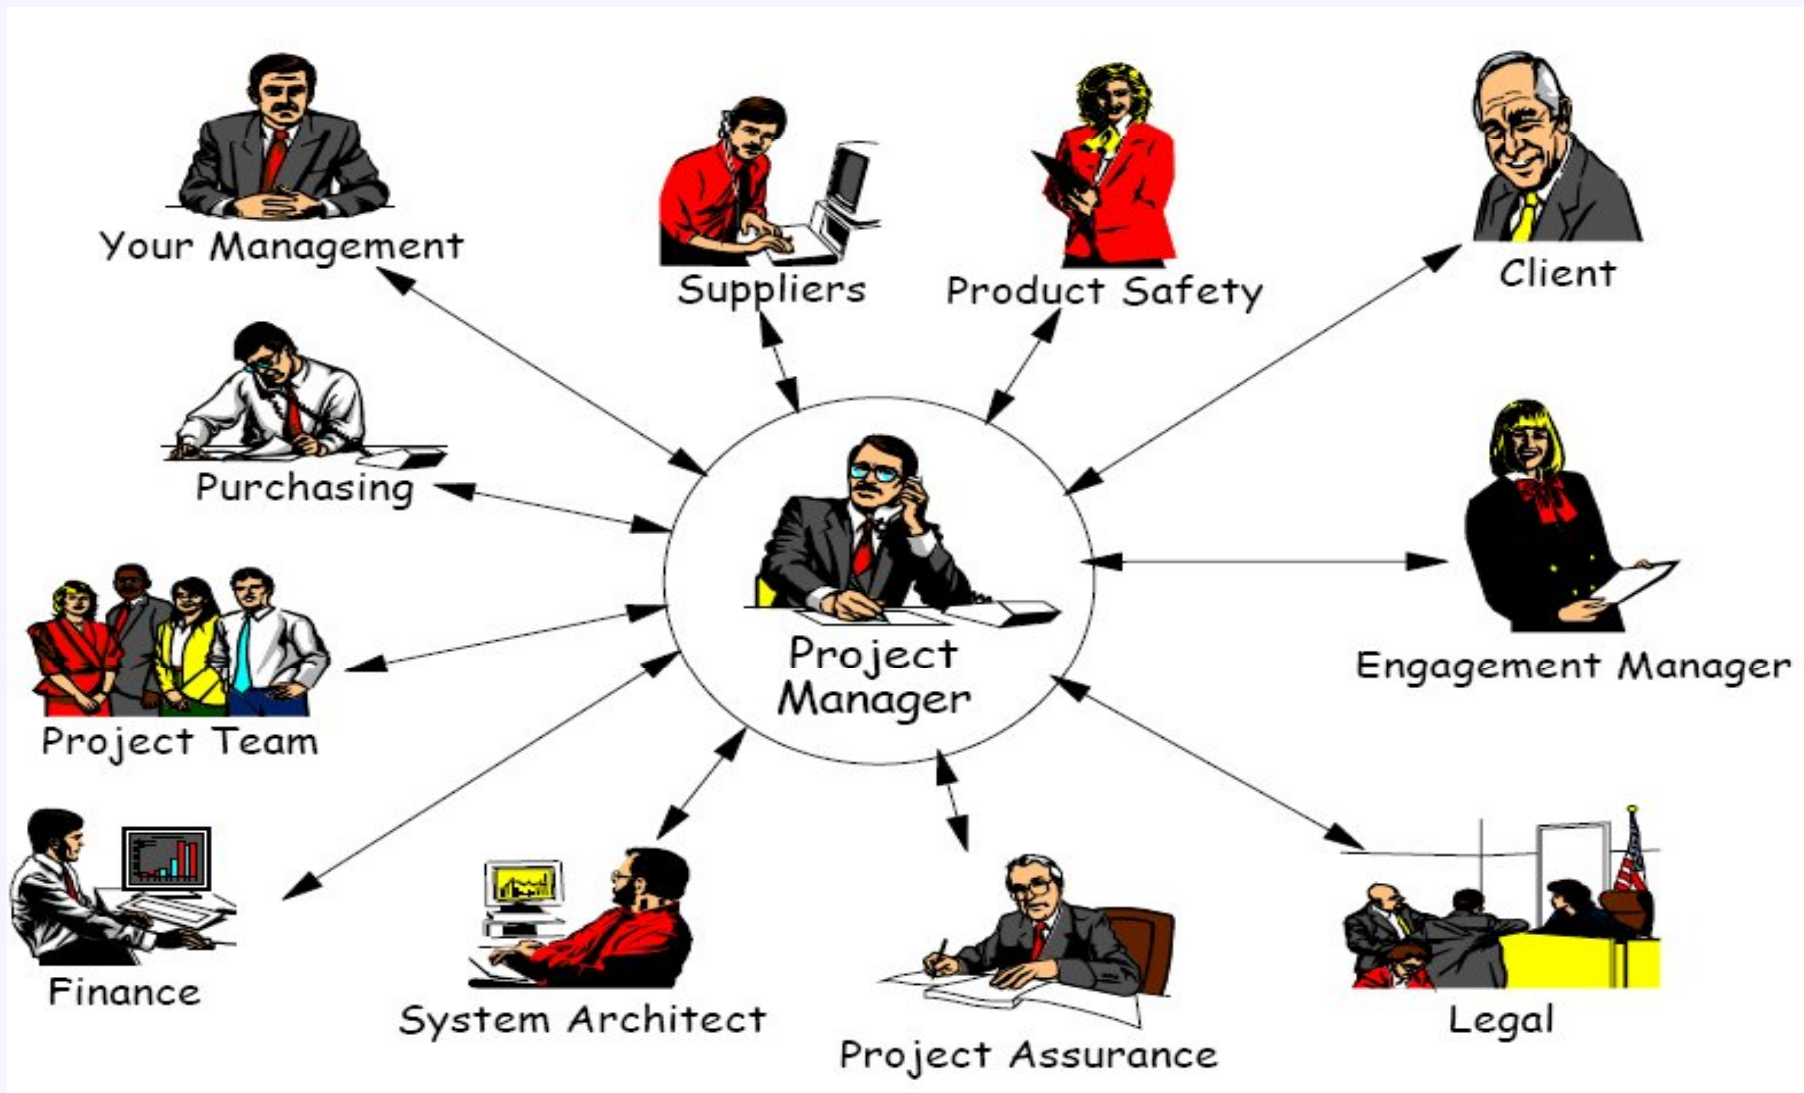 Your Management
Suppliers
Product Safety
Client
Purchasing
Project
Manager
Engagement Manager
Project Team
Finance
System Architect
Project Assurance
Legal